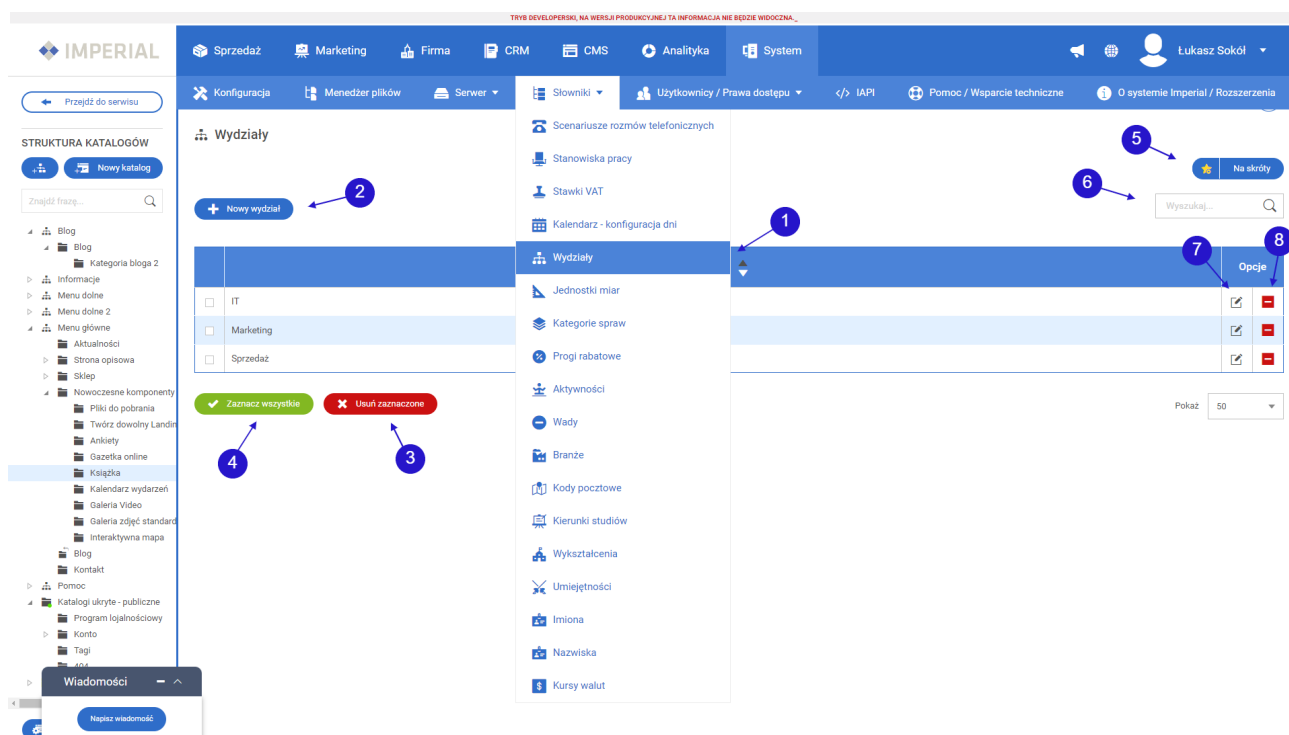 TRYB DEVELOPERSKI, NA WERSJI PRODUKCYJNEJ TA INFORMACJA NIE BĘDZIE WIDOCZNA._
IMPERIAL
Sprzedaż Marketing Firma CRM CMS Analityka System Łukasz Sokół
Przejdź do serwisu
Konfiguracja Menedżer plików Serwer Słowniki Użytkownicy / Prawa dostępu IAPI Pomoc / Wsparcie techniczne O systemie Imperial / Rozszerzenia
STRUKTURA KATALOGÓW
Nowy katalog
Znajdź frazę...
Blog
Blog
Kategoria bloga 2
Informacje
Menu dolne
Menu dolne 2
Menu główne
Aktualności
Strona opisowa
Sklep
Nowoczesne komponenty
Pliki do pobrania
Twórz dowolny Landin
Ankiety
Gazetka online
Książka
Kalendarz wydarzeń
Galeria Video
Galeria zdjęć standard
Interaktywna mapa
Blog
Kontakt
Pomoc
Katalogi ukryte - publiczne
Program lojalnościowy
Konto
Tagi
404
Wiadomości
Napisz wiadomość
Wydziały
2
Nowy wydział
Scenariusze rozmów telefonicznych
Stanowiska pracy
Stawki VAT
Kalendarz - konfiguracja dni
Wydziały
Jednostki miar
Kategorie spraw
Progi rabatowe
Aktywności
Wady
Branże
Kody pocztowe
Kierunki studiów
Wykształcenia
Umiejętności
Imiona
Nazwiska
Kursy walut
5
Na skróty
6
Wyszukaj...
1
7
8
Opcje
IT
Marketing
Sprzedaż
Zaznacz wszystkie Usuń zaznaczone
4 3
Pokaż 50